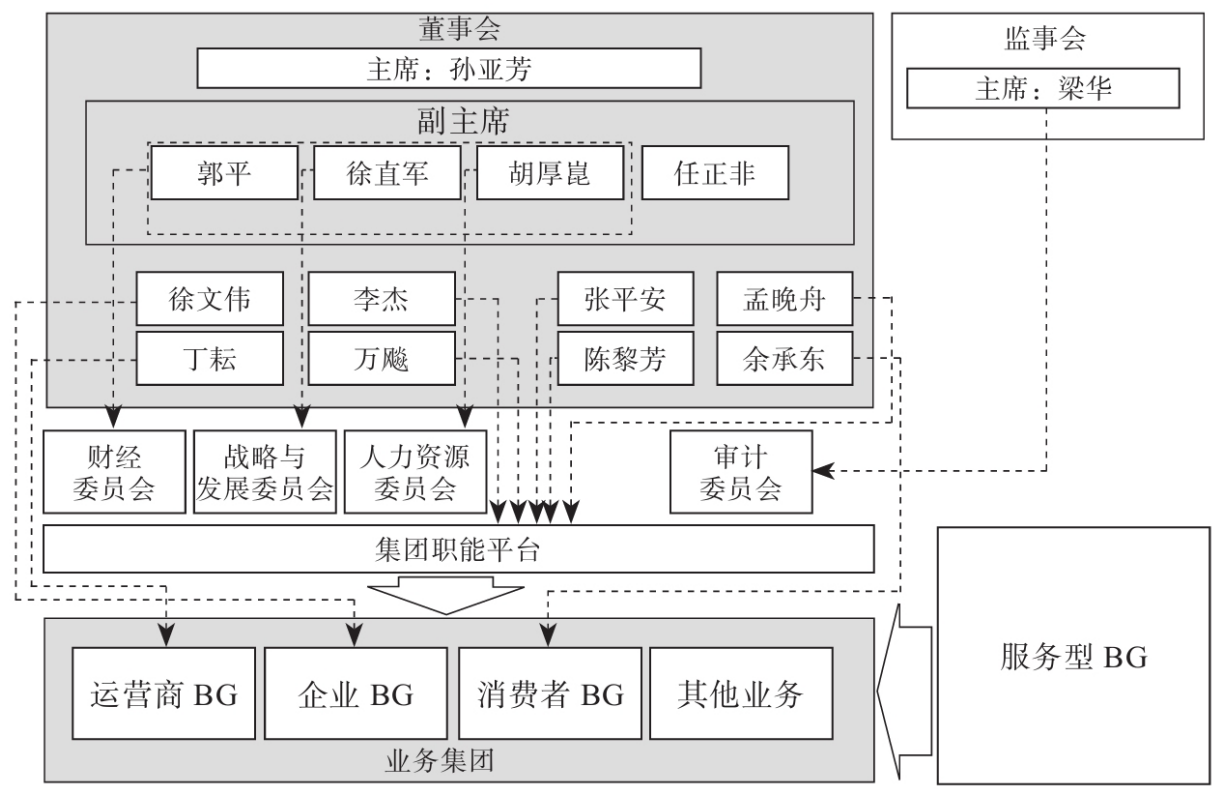 董事会
主席：孙亚芳
监事会
主席：梁华
副主席
郭平
徐直军
胡厚崑
任正非
徐文伟
李杰
张平安
孟晚舟
丁耘
万飚
陈黎芳
余承东
财经
委员会
战略与
发展委员会
人力资源
委员会
审计
委员会
集团职能平台
服务型 BG
运营商 BG
企业 BG
消费者 BG
其他业务
业务集团